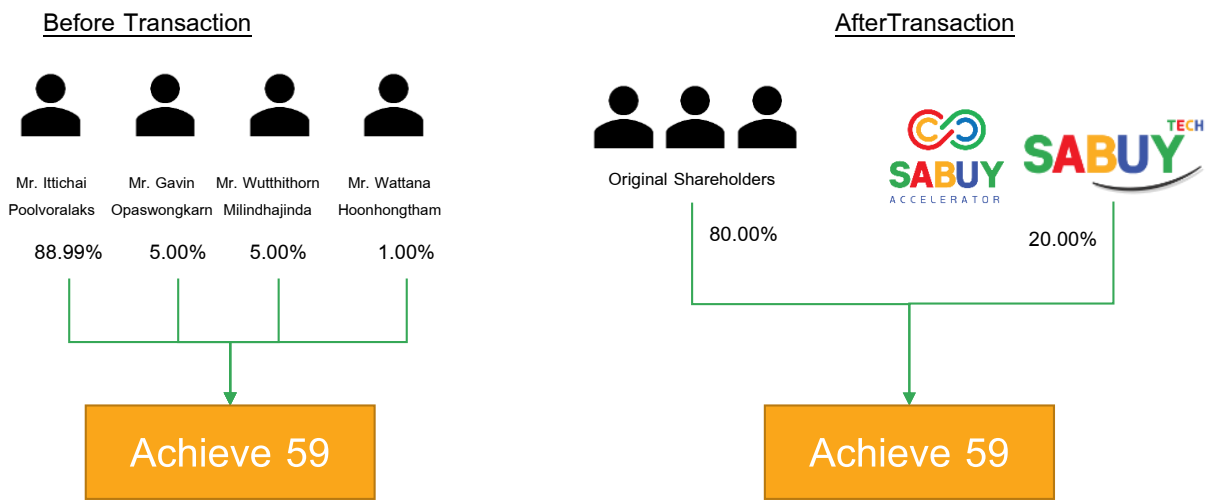 Before Transaction
Mr. Ittichai
Poolvoralaks
Mr. Gavin
Opaswongkarn
Mr. Wutthithorn
Milindhajinda
Mr. Wattana
Hoonhongtham
88.99%
5.00%
5.00%
1.00%
Achieve 59
AfterTransaction
Original Shareholders
SABUY
ACCELERATOR
SABUY
TECH
80.00%
20.00%
Achieve 59